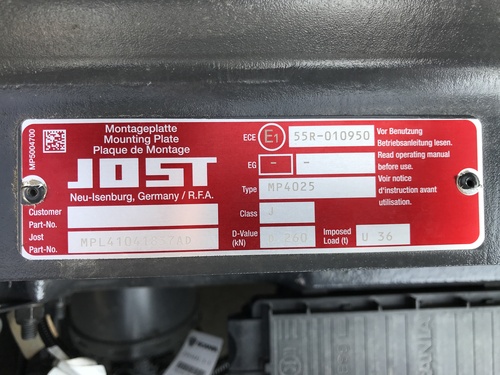 MP5004700
Montageplatte
Mounting Plate
Plaque de Montage
JOST
Neu-Isenburg, Germany / R.F.A.
Customer
Part-No.
Jost
Part-No.
ECE E1 55R-010950
EG - -
Type MP4025
Class J
D-Value
(kN) 260
Imposed
Load (t) U 36
Vor Benutzung
Betriebsanleitung lesen.
Read operating manual
before use.
Voir notice
d'instruction avant
utilisation.